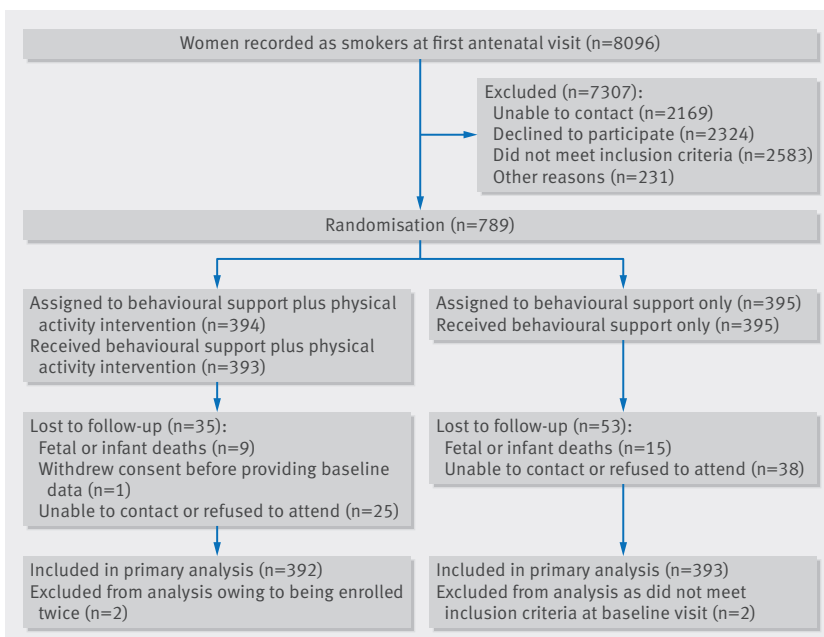 Women recorded as smokers at first antenatal visit (n=8096)
Excluded (n=7307):
Unable to contact (n=2169)
Declined to participate (n=2324)
Did not meet inclusion criteria (n=2583)
Other reasons (n=231)
Randomisation (n=789)
Assigned to behavioural support plus physical
activity intervention (n=394)
Received behavioural support plus physical
activity intervention (n=393)
Assigned to behavioural support only (n=395)
Received behavioural support only (n=395)
Lost to follow-up (n=35):
Fetal or infant deaths (n=9)
Withdrew consent before providing baseline
data (n=1)
Unable to contact or refused to attend (n=25)
Lost to follow-up (n=53):
Fetal or infant deaths (n=15)
Unable to contact or refused to attend (n=38)
Included in primary analysis (n=392)
Excluded from analysis owing to being enrolled
twice (n=2)
Included in primary analysis (n=393)
Excluded from analysis as did not meet
inclusion criteria at baseline visit (n=2)